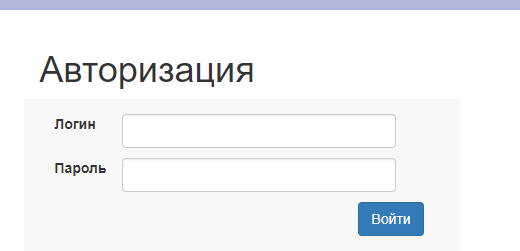 Авторизация
Логин
Пароль
Войти